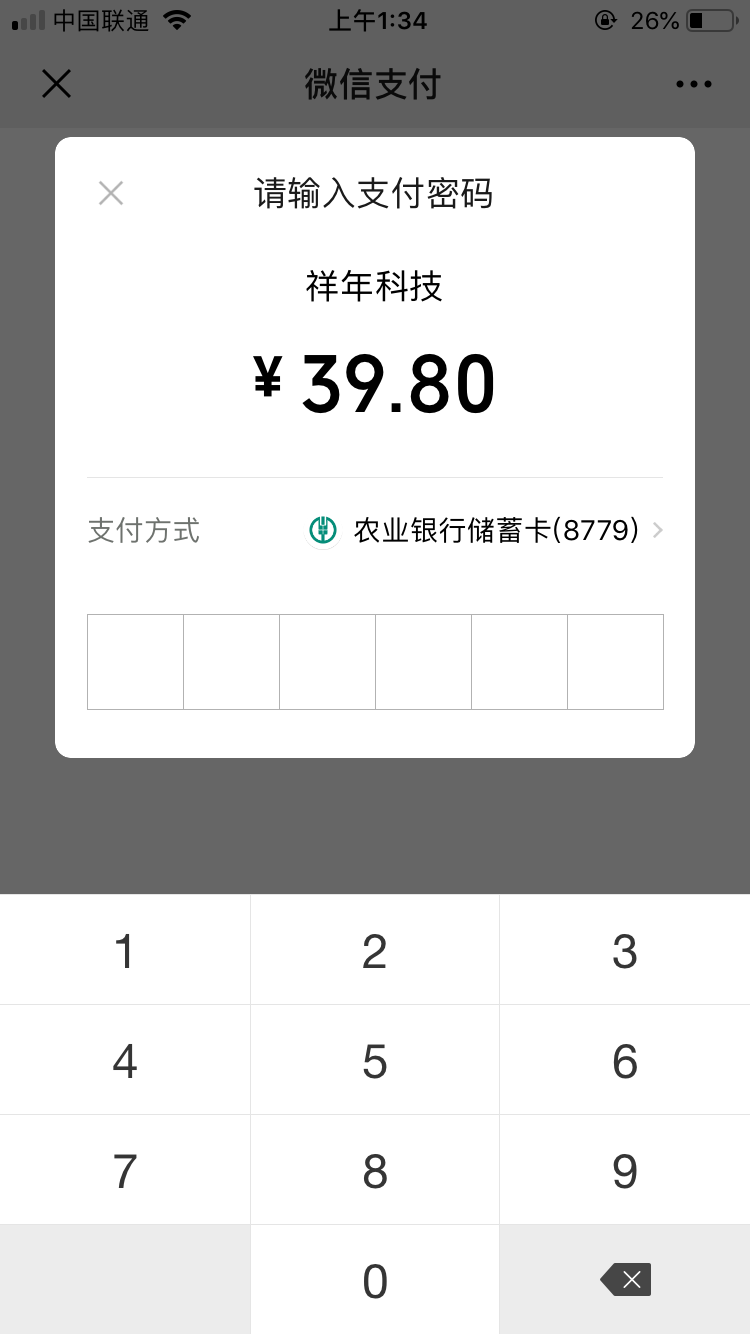 中国联通 上午1:34 26%
微信支付
请输入支付密码
祥年科技
¥ 39.80
支付方式 农业银行储蓄卡(8779)
1 2 3
4 5 6
7 8 9
0